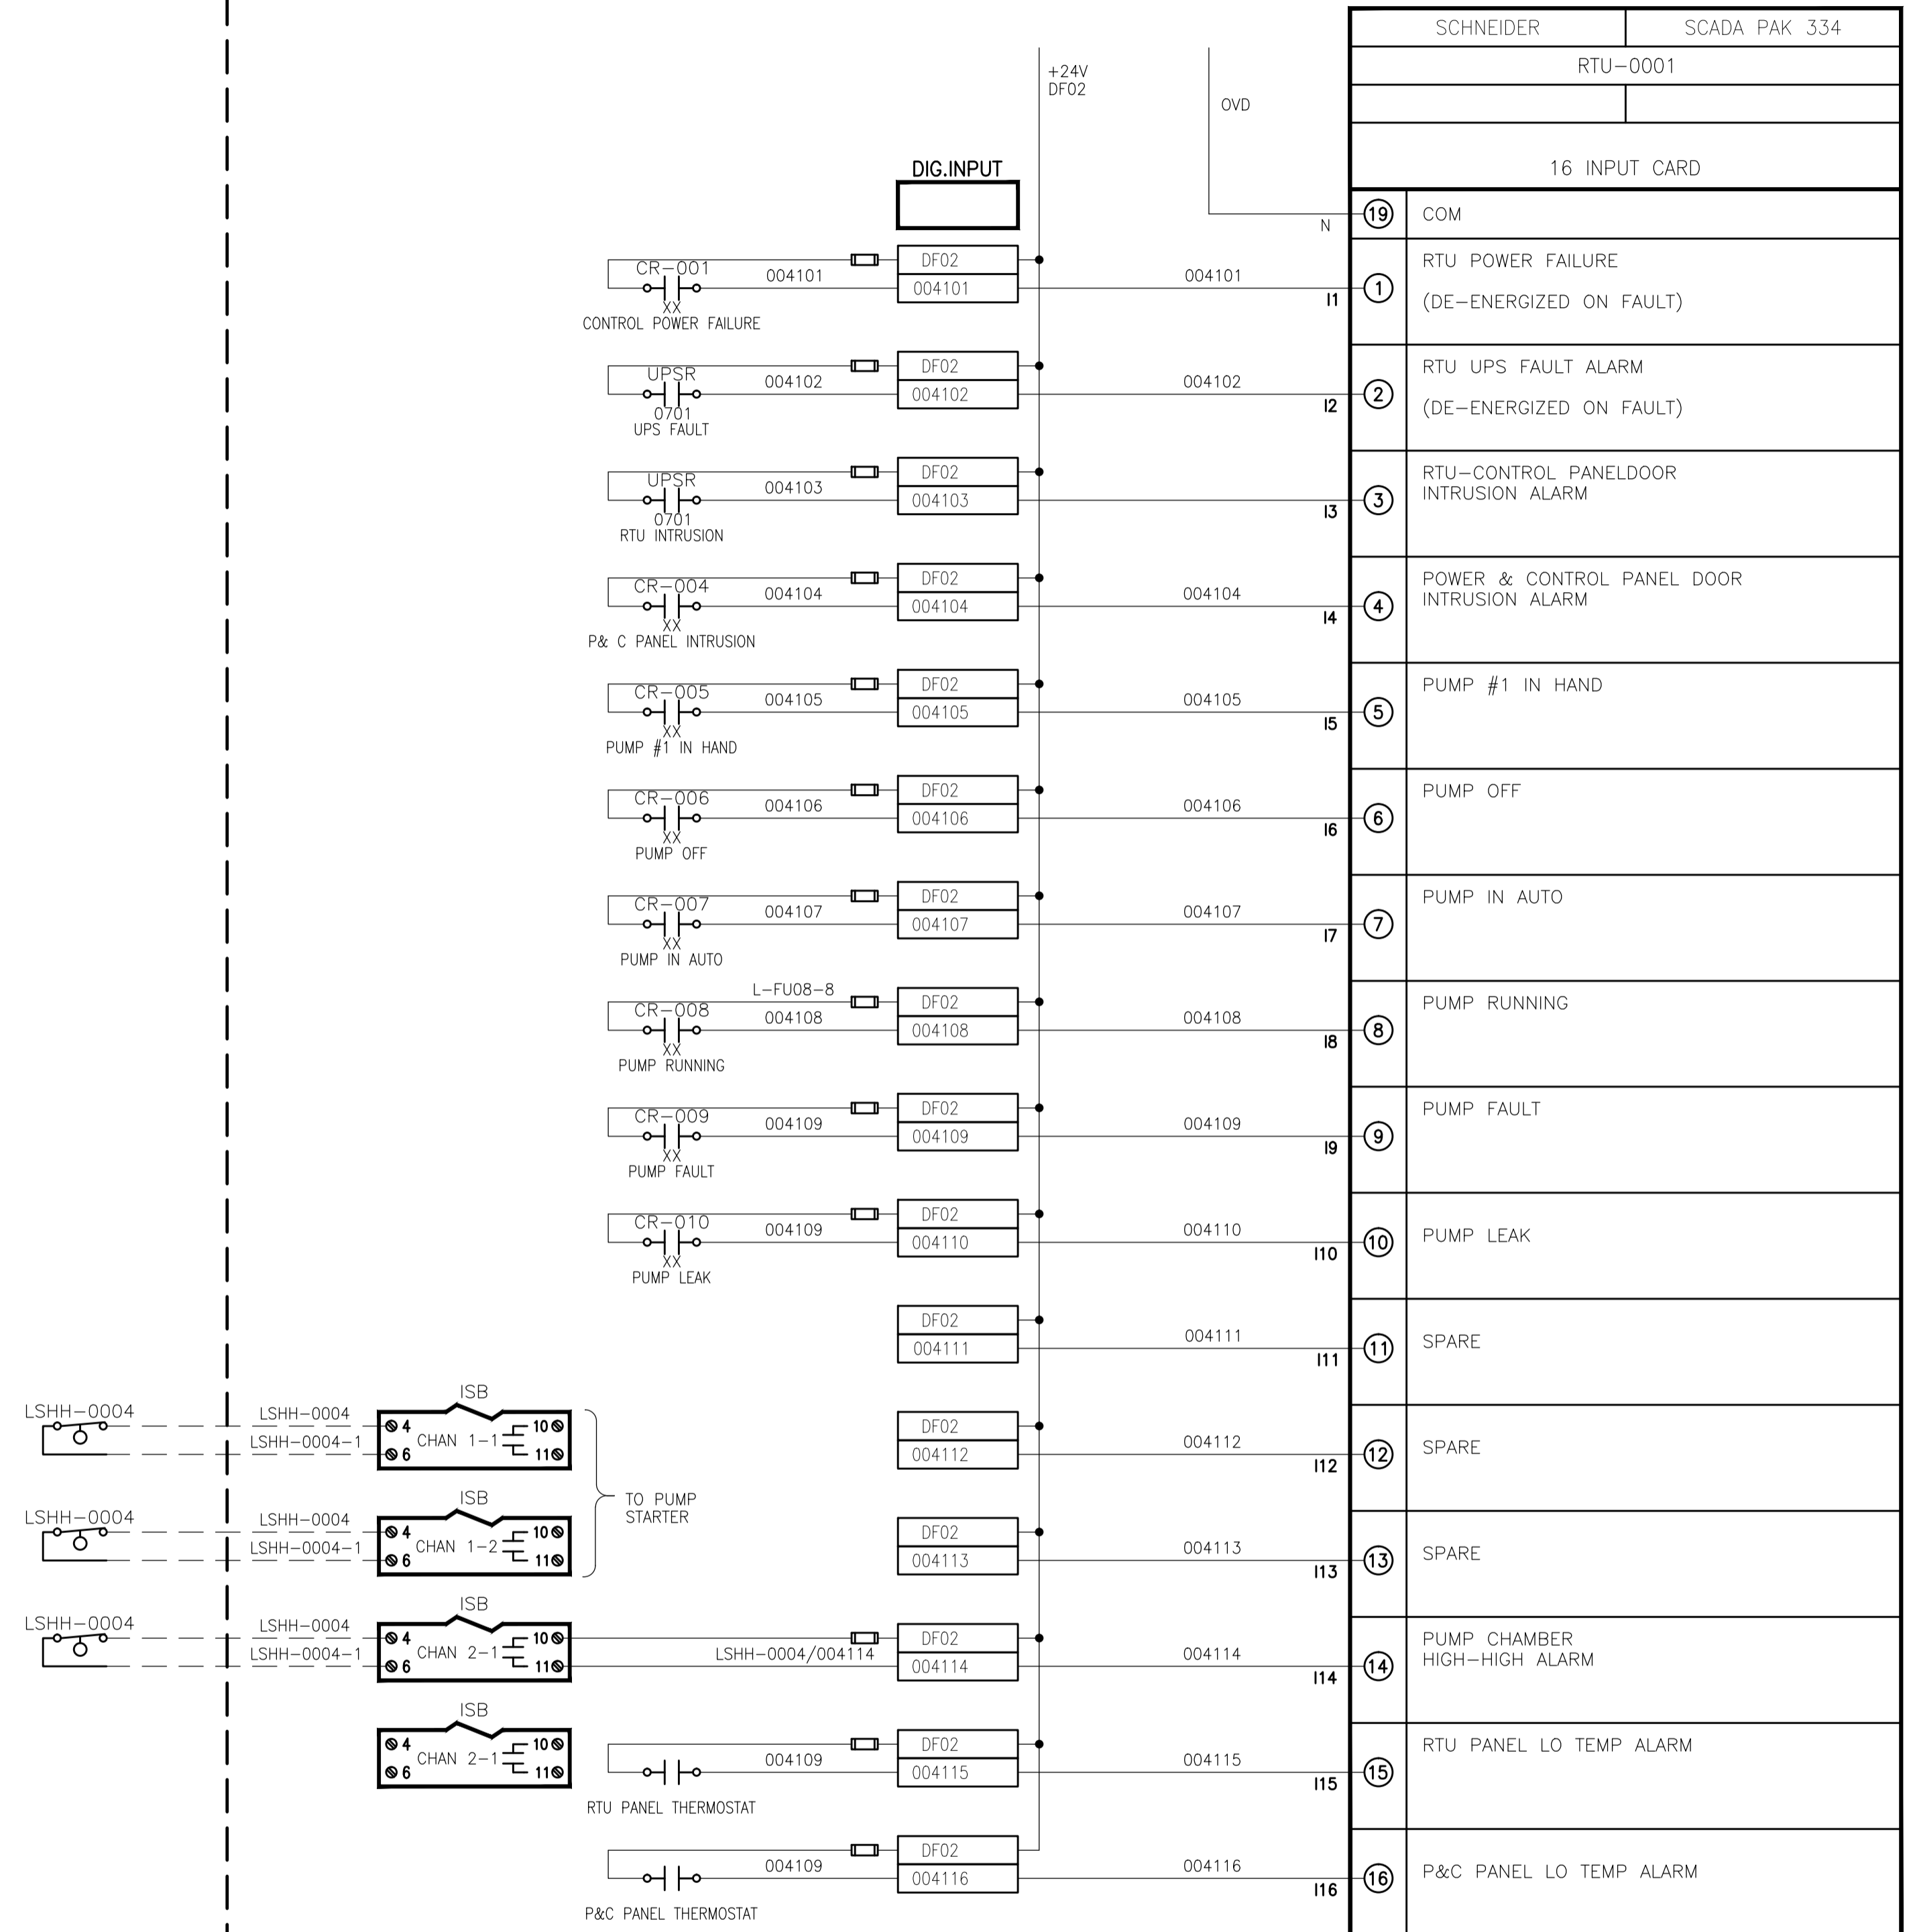 SCHNEIDER SCADA PAK 334
RTU-0001
+24V
DF02
OVD
16 INPUT CARD
DIG.INPUT
N 19 COM
CR-001 004101 DF02
XX 004101 004101 I1 1
CONTROL POWER FAILURE
RTU POWER FAILURE
(DE-ENERGIZED ON FAULT)
UPSR 004102 DF02
0701 004102 004102 I2 2
UPS FAULT
RTU UPS FAULT ALARM
(DE-ENERGIZED ON FAULT)
UPSR 004103 DF02
0701 004103 I3 3
RTU INTRUSION
RTU-CONTROL PANELDOOR
INTRUSION ALARM
CR-004 004104 DF02
XX 004104 004104 I4 4
P& C PANEL INTRUSION
POWER & CONTROL PANEL DOOR
INTRUSION ALARM
CR-005 004105 DF02
XX 004105 004105 I5 5
PUMP #1 IN HAND
PUMP #1 IN HAND
CR-006 004106 DF02
XX 004106 004106 I6 6
PUMP OFF
PUMP OFF
CR-007 004107 DF02
XX 004107 004107 I7 7
PUMP IN AUTO
PUMP IN AUTO
L-FU08-8
CR-008 004108 DF02
XX 004108 004108 I8 8
PUMP RUNNING
PUMP RUNNING
CR-009 004109 DF02
XX 004109 004109 I9 9
PUMP FAULT
PUMP FAULT
CR-010 004109 DF02
XX 004110 004110 I10 10
PUMP LEAK
PUMP LEAK
DF02
004111 004111 I11 11 SPARE
LSHH-0004 LSHH-0004 LSHH-0004-1
ISB
4 CHAN 1-1 10
6 11
DF02
004112 004112 I12 12 SPARE
TO PUMP
STARTER
LSHH-0004 LSHH-0004 LSHH-0004-1
ISB
4 CHAN 1-2 10
6 11
DF02
004113 004113 I13 13 SPARE
LSHH-0004 LSHH-0004 LSHH-0004-1
ISB
4 CHAN 2-1 10
6 11
LSHH-0004/004114
DF02
004114 004114 I14 14
PUMP CHAMBER
HIGH-HIGH ALARM
ISB
4 CHAN 2-1 10
6 11
004109 DF02
004115 004115 I15 15
RTU PANEL THERMOSTAT
RTU PANEL LO TEMP ALARM
004109 DF02
004116 004116 I16 16
P&C PANEL THERMOSTAT
P&C PANEL LO TEMP ALARM